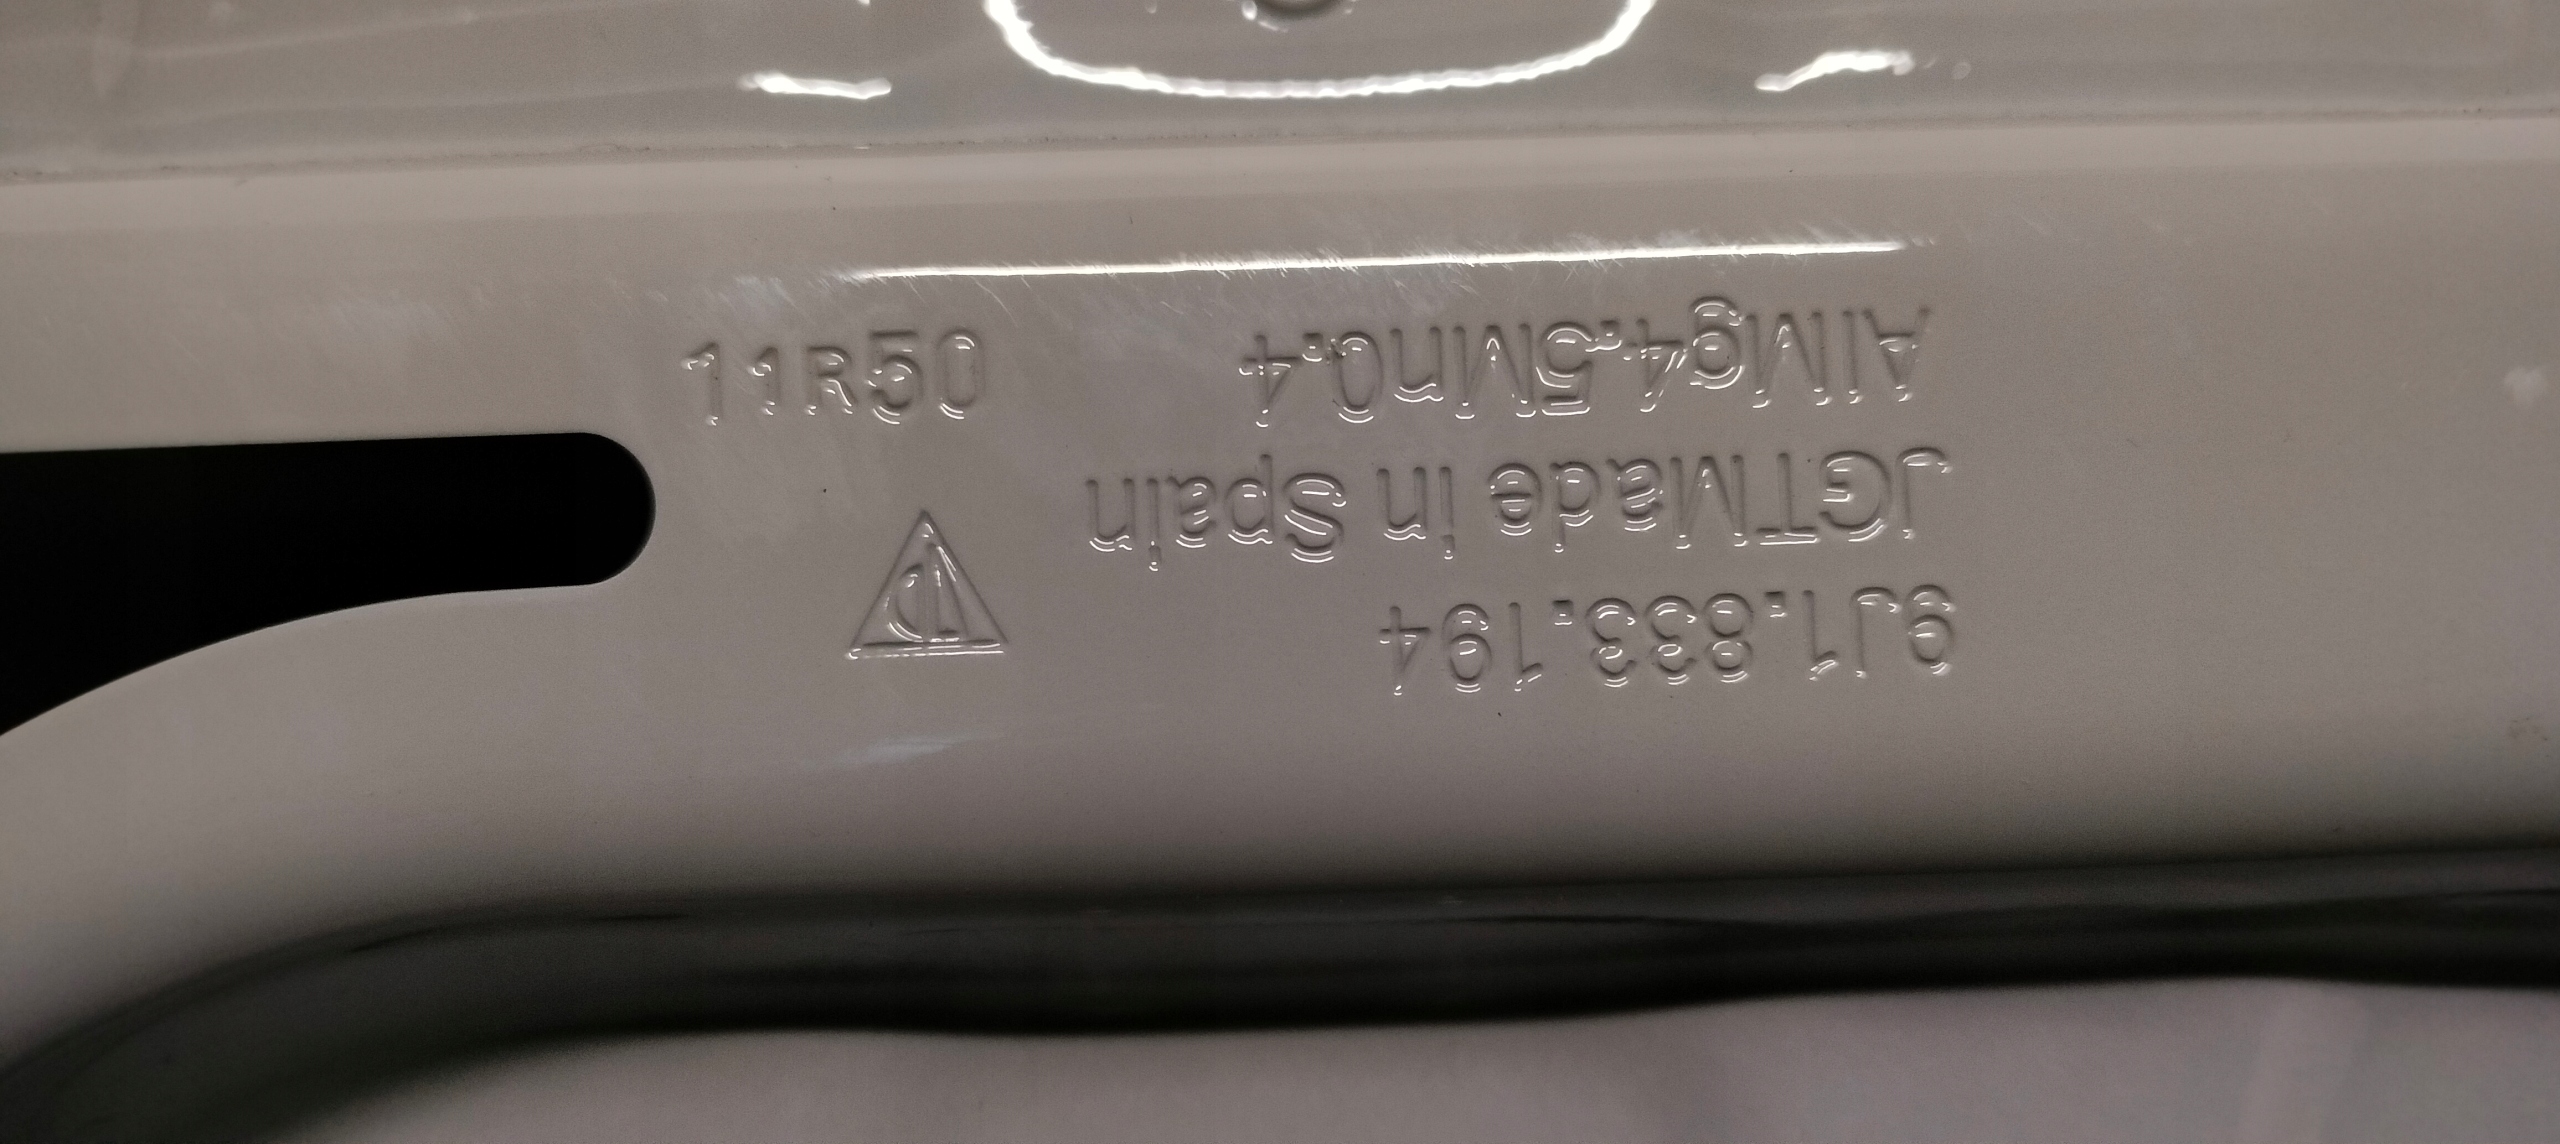 9J1.833.194
JGTMade in Spain
AlMg4.5Mn0.4
11R50